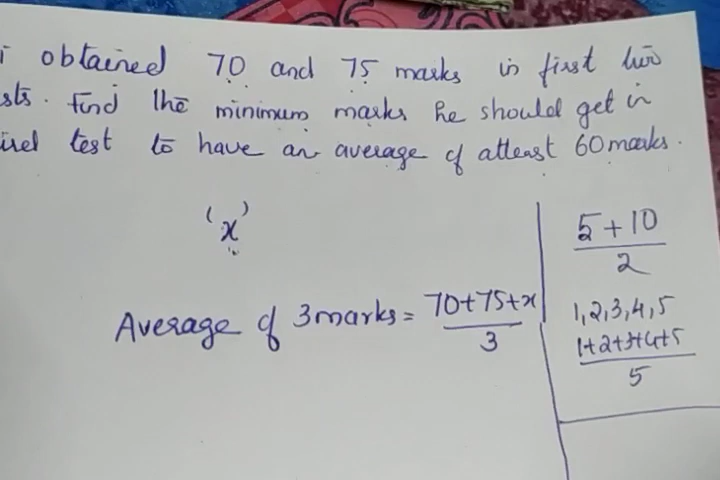 i obtained 70 and 75 marks in first two
sts. Find the minimum marks he should get in
ird test to have an average of atleast 60 marks.
'x'
Average of 3 marks = 70+75+x / 3
5+10 / 2
1,2,3,4,5
1+2+3+4+5 / 5